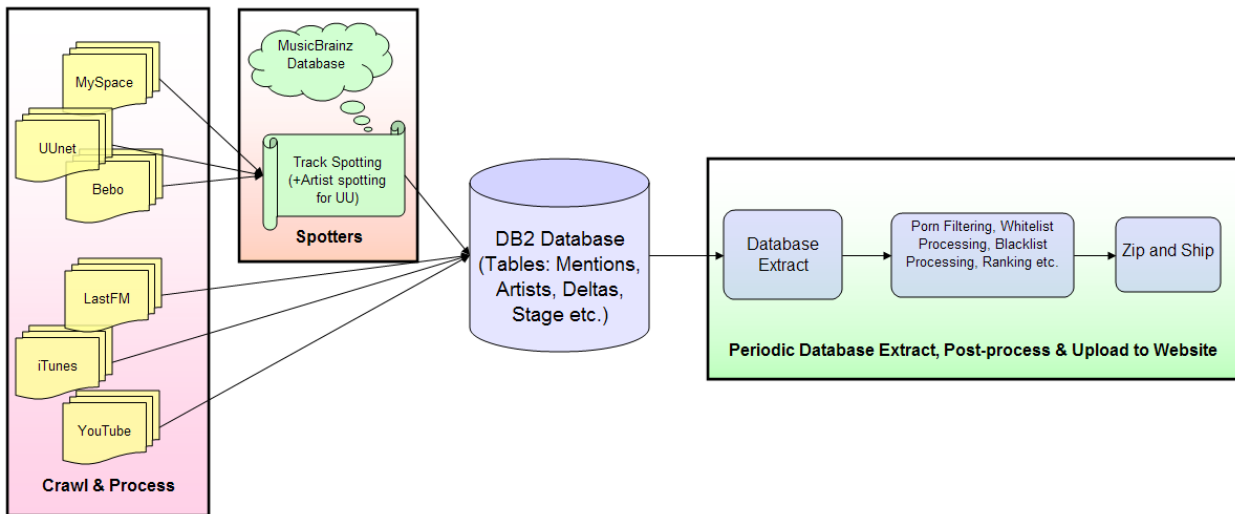 MySpace
UUnet
Bebo
LastFM
iTunes
YouTube
Crawl & Process
MusicBrainz
Database
Track Spotting
(+Artist spotting
for UU)
Spotters
DB2 Database
(Tables: Mentions,
Artists, Deltas,
Stage etc.)
Database
Extract
Porn Filtering, Whitelist
Processing, Blacklist
Processing, Ranking etc.
Zip and Ship
Periodic Database Extract, Post-process & Upload to Website